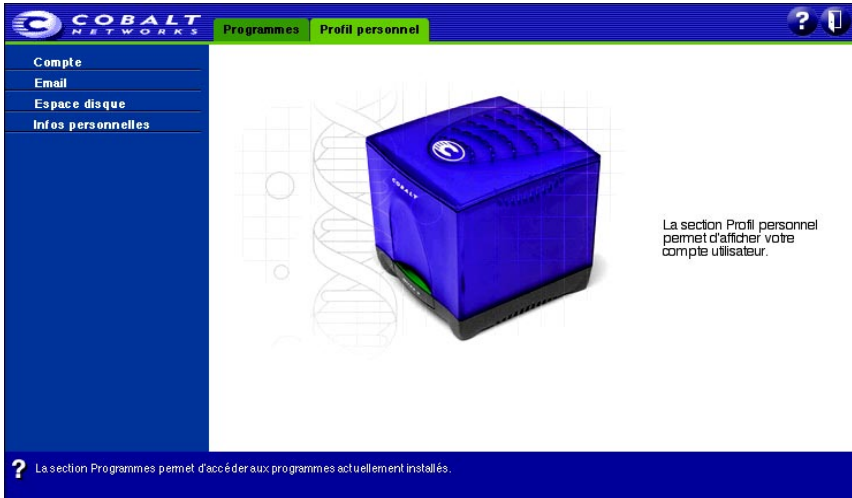 COBALT
NETWORKS
Programmes
Profil personnel
?
Compte
Email
Espace disque
Infos personnelles
COBALT
La section Profil personnel
permet d'afficher votre
compte utilisateur.
? La section Programmes permet d'accéder aux programmes actuellement installés.